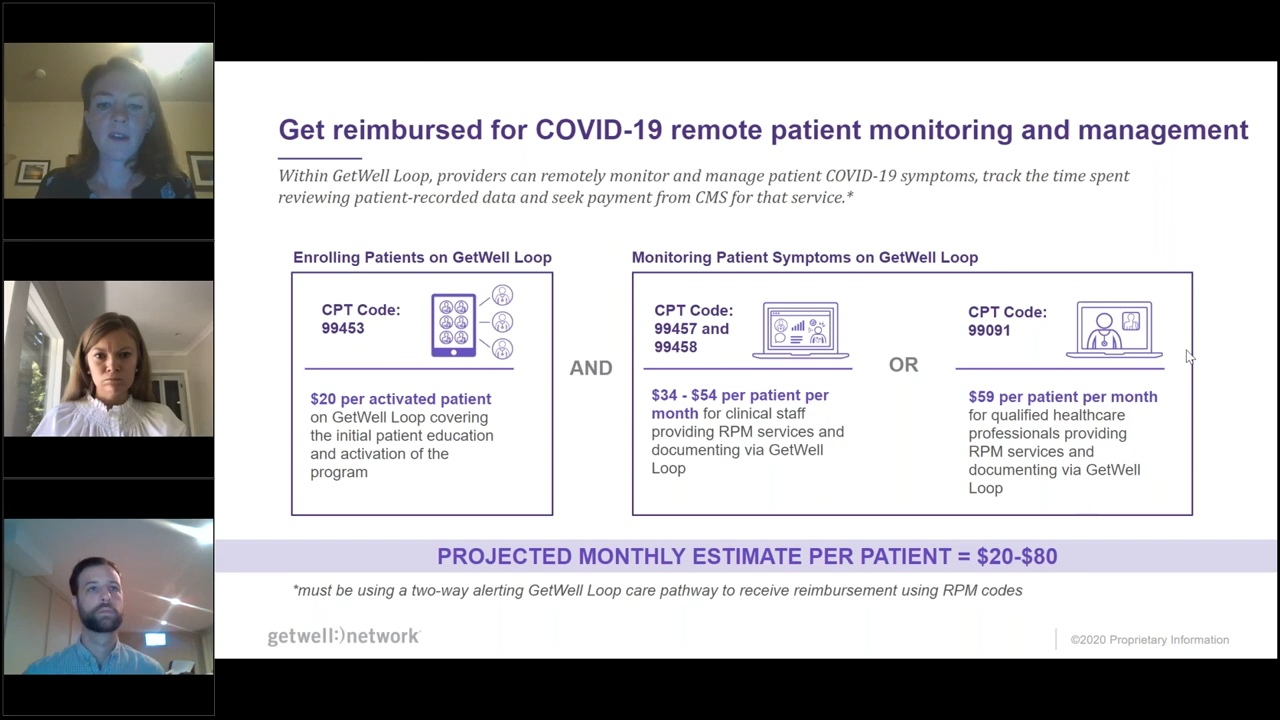 Get reimbursed for COVID-19 remote patient monitoring and management
Within GetWell Loop, providers can remotely monitor and manage patient COVID-19 symptoms, track the time spent
reviewing patient-recorded data and seek payment from CMS for that service.*
Enrolling Patients on GetWell Loop
CPT Code:
99453
$20 per activated patient
on GetWell Loop covering
the initial patient education
and activation of the
program
AND
Monitoring Patient Symptoms on GetWell Loop
CPT Code:
99457 and
99458
$34 - $54 per patient per
month for clinical staff
providing RPM services and
documenting via GetWell
Loop
OR
CPT Code:
99091
$59 per patient per month
for qualified healthcare
professionals providing
RPM services and
documenting via GetWell
Loop
PROJECTED MONTHLY ESTIMATE PER PATIENT = $20-$80
*must be using a two-way alerting GetWell Loop care pathway to receive reimbursement using RPM codes
getwell:)network
©2020 Proprietary Information